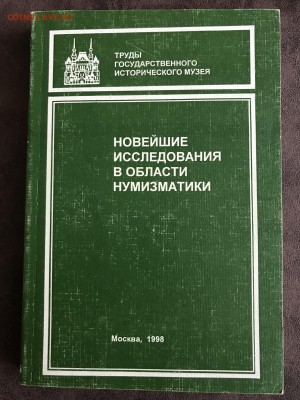 ТРУДЫ
ГОСУДАРСТВЕННОГО
ИСТОРИЧЕСКОГО МУЗЕЯ
НОВЕЙШИЕ
ИССЛЕДОВАНИЯ
В ОБЛАСТИ
НУМИЗМАТИКИ
Москва, 1998